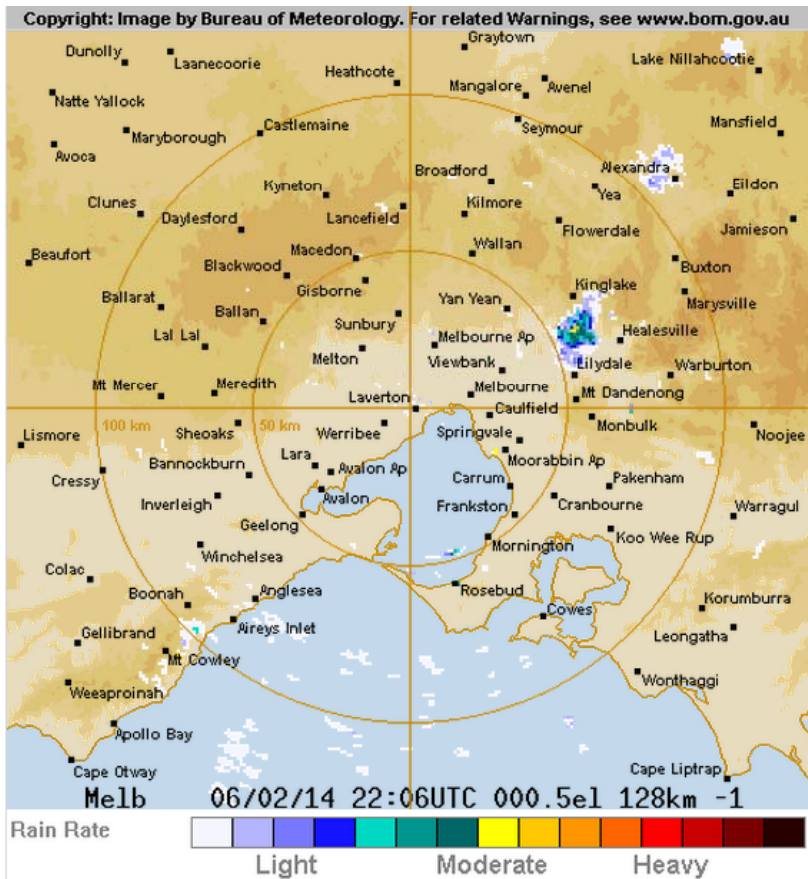 Copyright: Image by Bureau of Meteorology. For related Warnings, see www.bom.gov.au
Graytown
Dunolly
Laanecoorie
Lake Nillahcootie
Heathcote
Mangalore
Avenel
Natte Yallock
Castlemaine
Seymour
Maryborough
Mansfield
Avoca
Broadford
Alexandra
Kyneton
Yea
Eildon
Clunes
Daylesford
Lancefield
Kilmore
Flowerdale
Jamieson
Beaufort
Macedon
Wallan
Blackwood
Buxton
Gisborne
Kinglake
Ballarat
Ballan
Yan Yean
Marysville
Sunbury
Lal Lal
Melbourne Ap
Healesville
Melton
Viewbank
Lilydale
Warburton
Mt Mercer
Meredith
Melbourne
Mt Dandenong
Laverton
Caulfield
100 km
50 km
Monbulk
Lismore
Sheoaks
Werribee
Springvale
Noojee
Lara
Moorabbin Ap
Bannockburn
Avalon Ap
Cressy
Carrum
Pakenham
Inverleigh
Avalon
Frankston
Cranbourne
Warragul
Geelong
Koo Wee Rup
Mornington
Winchelsea
Colac
Anglesea
Rosebud
Boonah
Cowes
Korumburra
Gellibrand
Aireys Inlet
Leongatha
Mt Cowley
Weeaproinah
Wonthaggi
Apollo Bay
Cape Otway
Cape Liptrap
Melb 06/02/14 22:06UTC 000.5el 128km -1
Rain Rate
Light Moderate Heavy